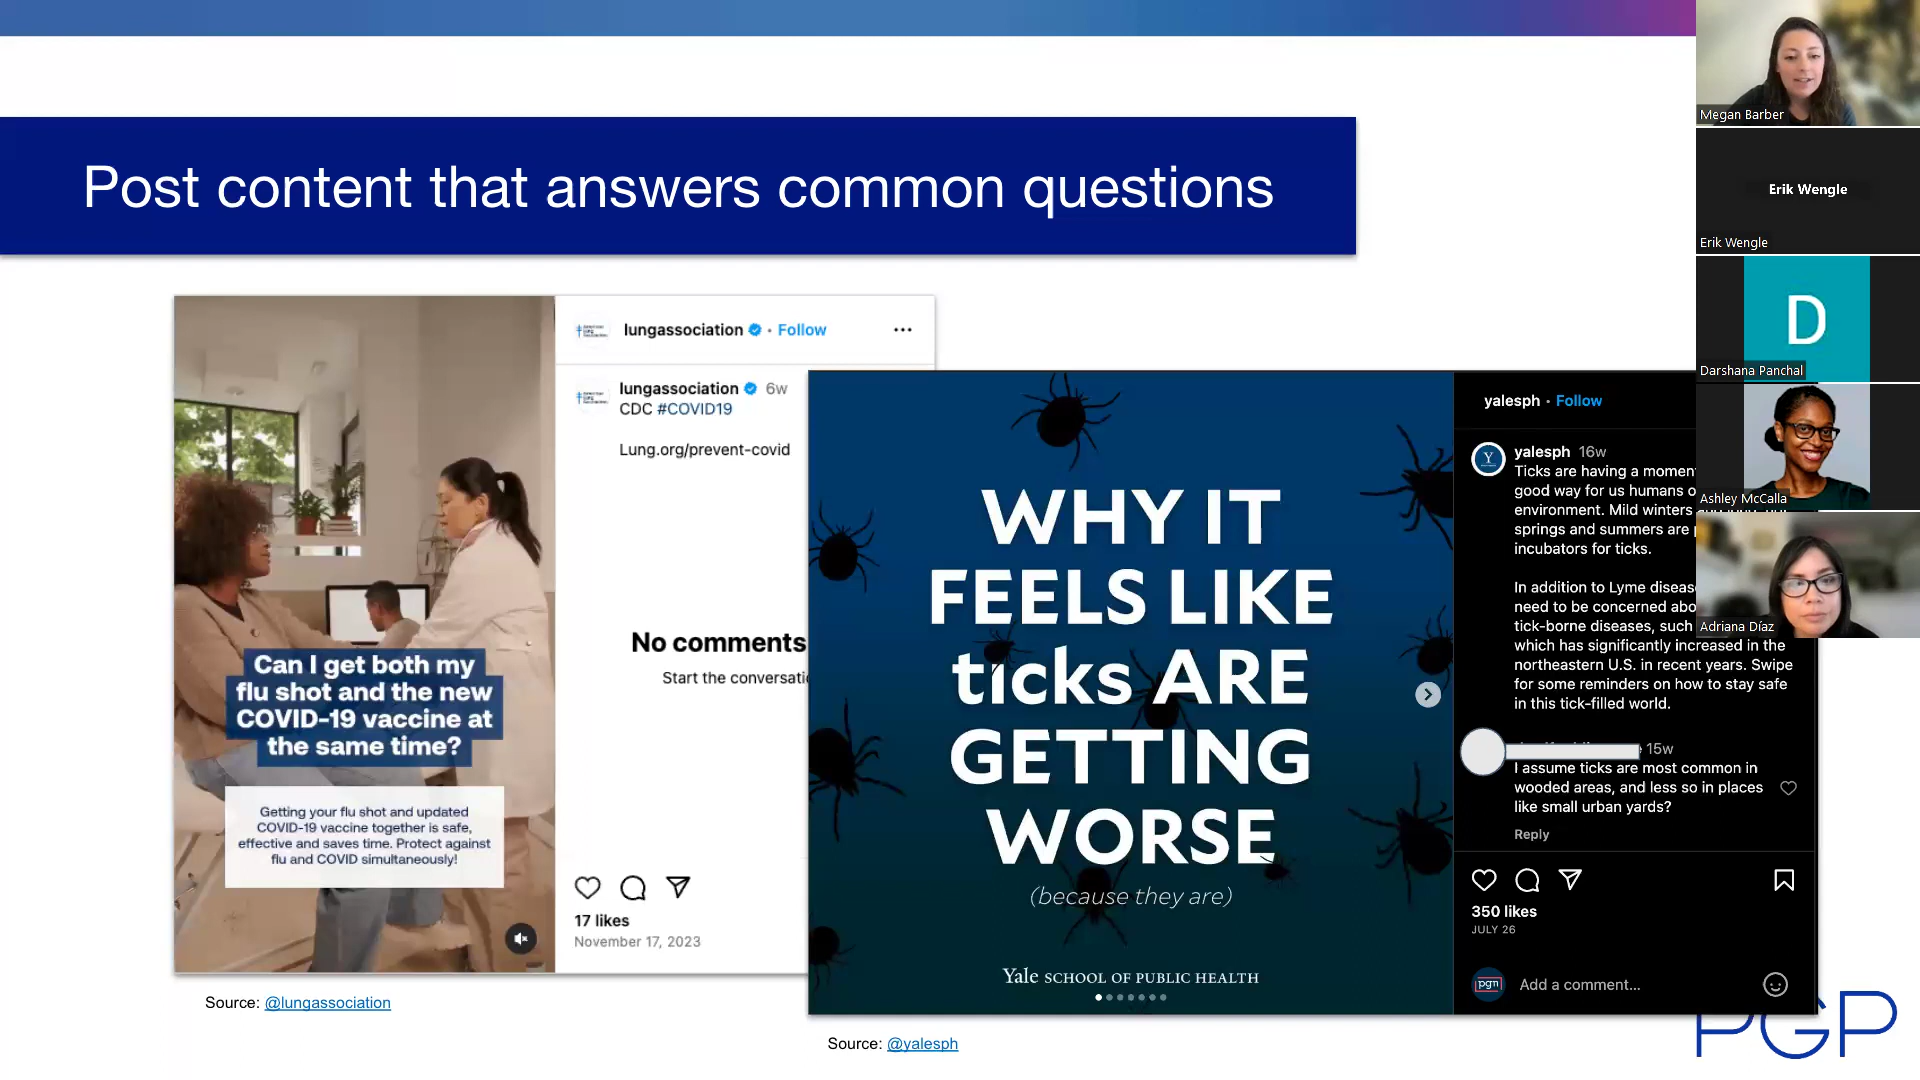 Post content that answers common questions
lungassociation • Follow
lungassociation 6w
CDC #COVID19
Lung.org/prevent-covid
No comments
Start the
Can I get both my
flu shot and the new
COVID-19 vaccine at
the same time?
Getting your flu shot and updated
COVID-19 vaccine together is safe,
effective and saves time. Protect against
flu and COVID simultaneously!
17 likes
November 17, 2023
Source: @lungassociation
WHY IT
FEELS LIKE
ticks ARE
GETTING
WORSE
(because they are)
Yale SCHOOL OF PUBLIC HEALTH
yalesph • Follow
Y
yalesph 16w
Ticks are having a
good way for us humans
environment. Mild winters
springs and summers are
incubators for ticks.
In addition to Lyme
need to be concerned
tick-borne diseases, such
which has significantly increased in the
northeastern U.S. in recent years. Swipe
for some reminders on how to stay safe
in this tick-filled world.
15w
I assume ticks are most common in
wooded areas, and less so in places
like small urban yards?
Reply
350 likes
JULY 26
pgn
Add a comment...
Source: @yalesph
PGP
Megan Barber
Erik Wengle
Erik Wengle
D
Darshana Panchal
Ashley McCalla
Adriana Díaz